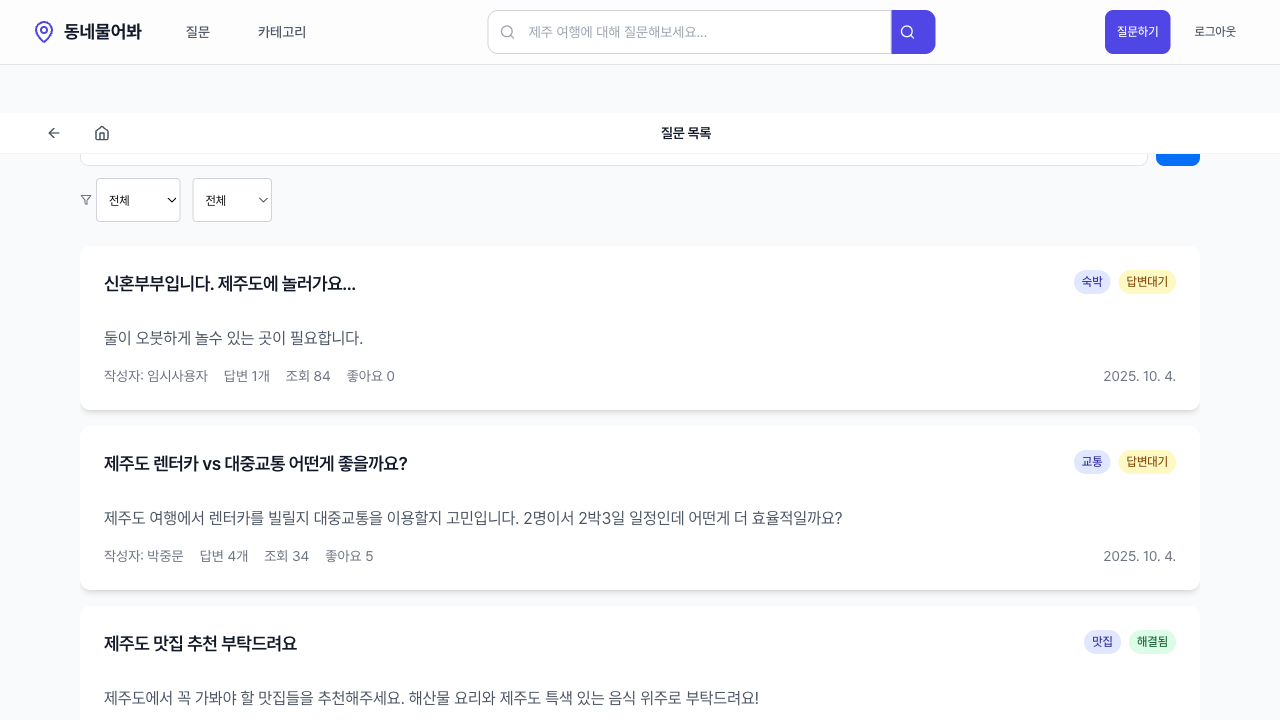 동네물어봐
질문
카테고리
제주 여행에 대해 질문해보세요...
질문하기
로그아웃
질문 목록
전체
전체
신혼부부입니다. 제주도에 놀러가요...
숙박
답변대기
둘이 오붓하게 놀수 있는 곳이 필요합니다.
작성자: 임시사용자 답변 1개 조회 84 좋아요 0
2025. 10. 4.
제주도 렌터카 vs 대중교통 어떤게 좋을까요?
교통
답변대기
제주도 여행에서 렌터카를 빌릴지 대중교통을 이용할지 고민입니다. 2명이서 2박3일 일정인데 어떤게 더 효율적일까요?
작성자: 박중문 답변 4개 조회 34 좋아요 5
2025. 10. 4.
제주도 맛집 추천 부탁드려요
맛집
해결됨
제주도에서 꼭 가봐야 할 맛집들을 추천해주세요. 해산물 요리와 제주도 특색 있는 음식 위주로 부탁드려요!